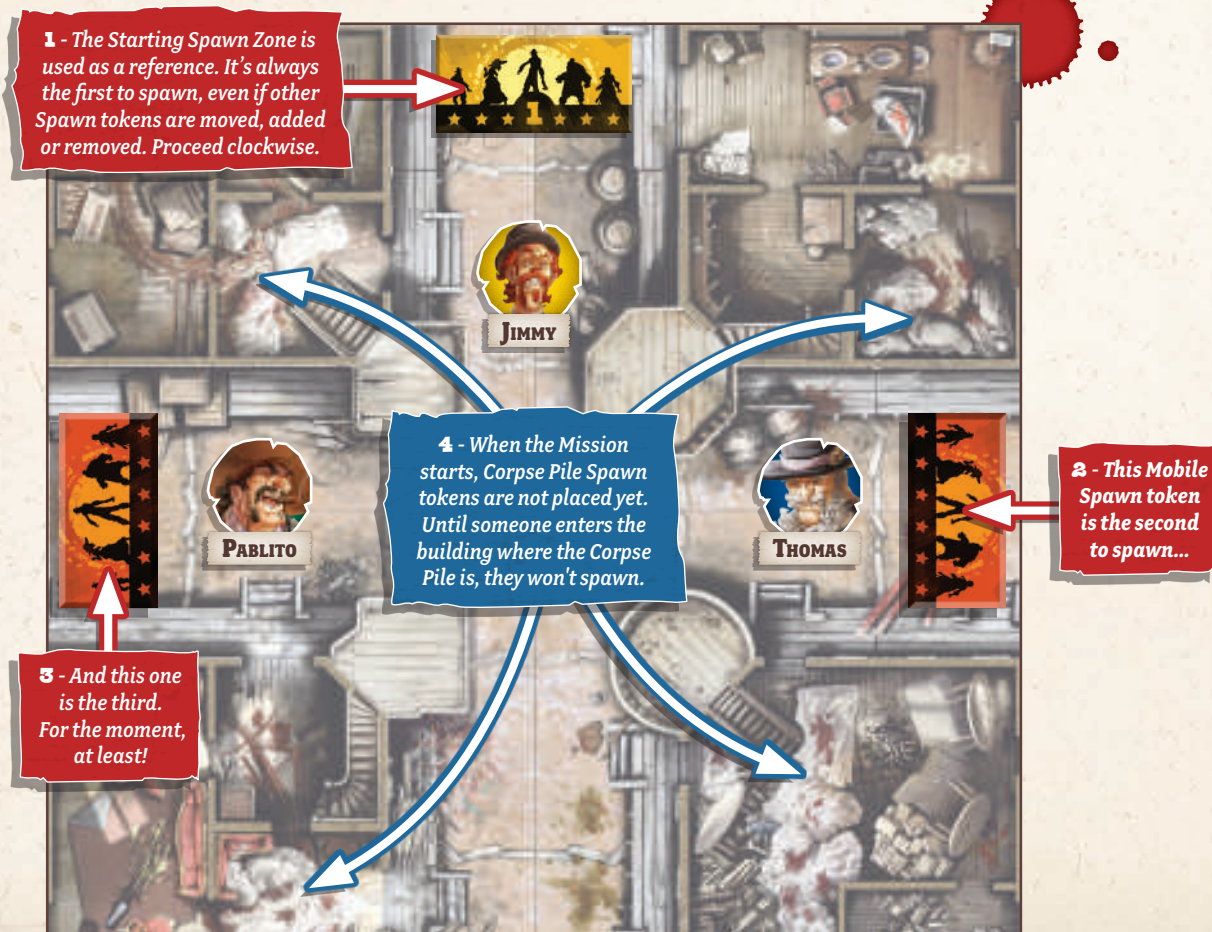 1 - The Starting Spawn Zone is
used as a reference. It’s always
the first to spawn, even if other
Spawn tokens are moved, added
or removed. Proceed clockwise.
1
Jimmy
4 - When the Mission
starts, Corpse Pile Spawn
tokens are not placed yet.
Until someone enters the
building where the Corpse
Pile is, they won't spawn.
Pablito
Thomas
2 - This Mobile
Spawn token
is the second
to spawn...
3 - And this one
is the third.
For the moment,
at least!